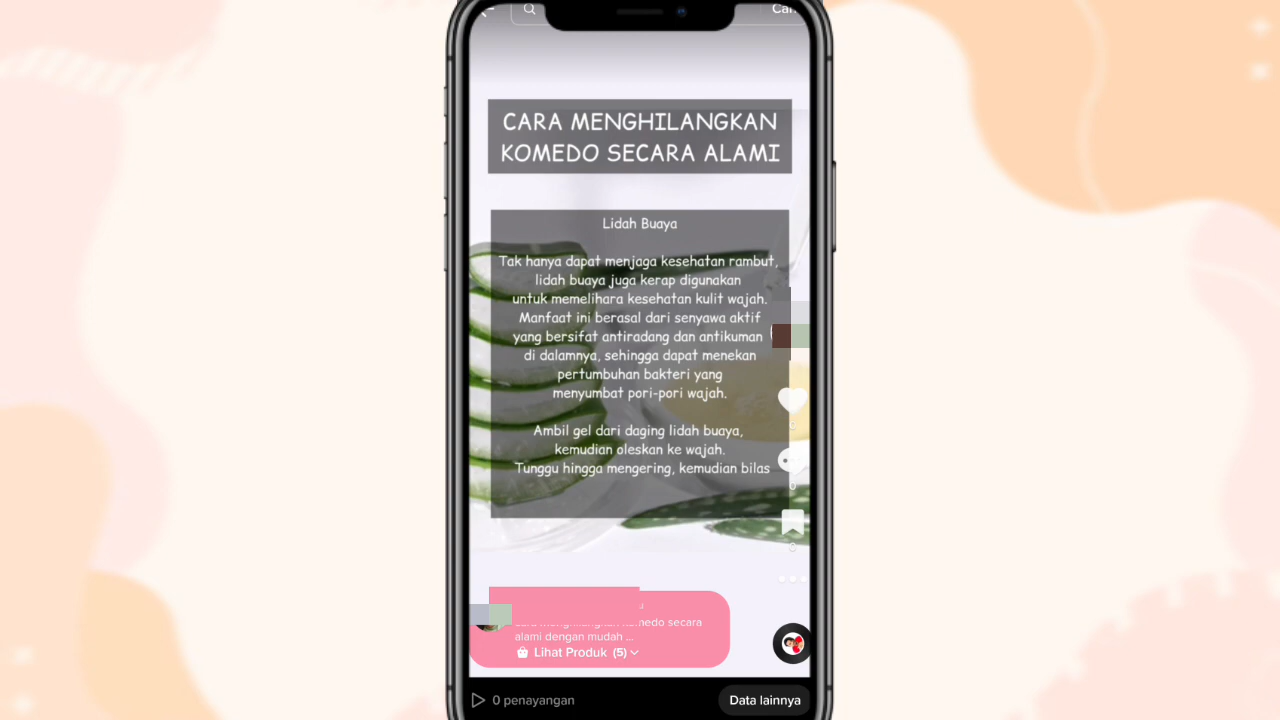 CARA MENGHILANGKAN
KOMEDO SECARA ALAMI
Lidah Buaya
Tak hanya dapat menjaga kesehatan rambut,
lidah buaya juga kerap digunakan
untuk memelihara kesehatan kulit wajah.
Manfaat ini berasal dari senyawa aktif
yang bersifat antiradang dan antikuman
di dalamnya, sehingga dapat menekan
pertumbuhan bakteri yang
menyumbat pori-pori wajah.
Ambil gel dari daging lidah buaya,
kemudian oleskan ke wajah.
Tunggu hingga mengering, kemudian bilas
0
0
secara
alami dengan mudah ...
Lihat Produk (5)
0 penayangan
Data lainnya